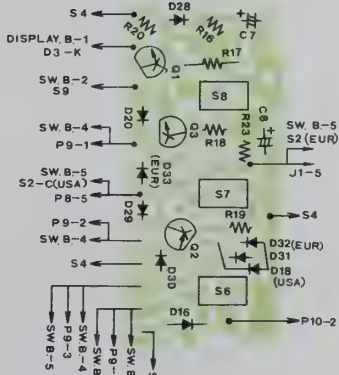 S4
D28
R20
R16
C7
DISPLAY. B.-1
D3-K
Q1
R17
SW. B.-2
S9
S8
D20
C8
SW. B.-4
Q3
R18
R23
SW. B.-5
S2 (EUR)
P9-1
D33
(EUR)
J1-5
SW. B.-5
S2-C(USA)
P8-5
S7
D29
R19
S4
P9-2
SW. B.-4
Q2
D32(EUR)
D31
S4
D30
D18
(USA)
S6
D16
P10-2
SW. B.-5
P9-3
SW. B.-4
P9-